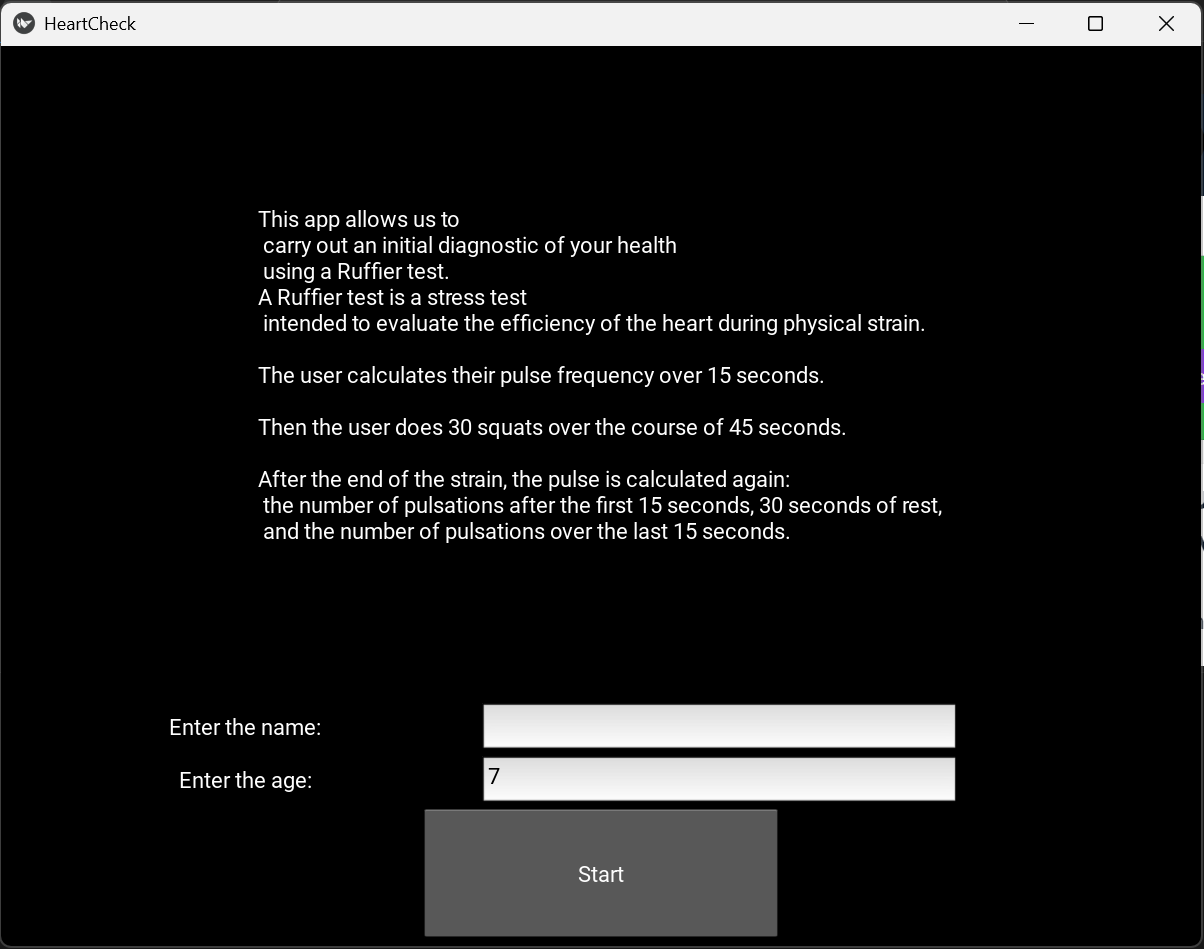 HeartCheck
This app allows us to
carry out an initial diagnostic of your health
using a Ruffier test.
A Ruffier test is a stress test
intended to evaluate the efficiency of the heart during physical strain.
The user calculates their pulse frequency over 15 seconds.
Then the user does 30 squats over the course of 45 seconds.
After the end of the strain, the pulse is calculated again:
the number of pulsations after the first 15 seconds, 30 seconds of rest,
and the number of pulsations over the last 15 seconds.
Enter the name:
Enter the age: 7
Start